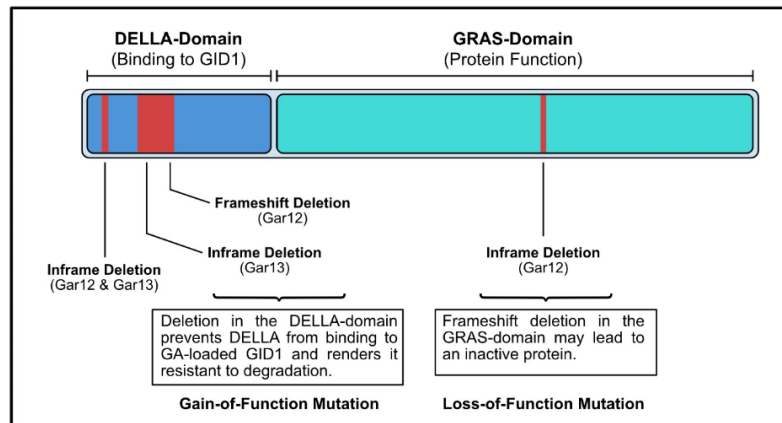 DELLA-Domain
(Binding to GID1)
GRAS-Domain
(Protein Function)
Frameshift Deletion
(Gar12)
Inframe Deletion
(Gar13)
Inframe Deletion
(Gar12 & Gar13)
Inframe Deletion
(Gar12)
Deletion in the DELLA-domain
prevents DELLA from binding to
GA-loaded GID1 and renders it
resistant to degradation.
Gain-of-Function Mutation
Frameshift deletion in the
GRAS-domain may lead to
an inactive protein.
Loss-of-Function Mutation